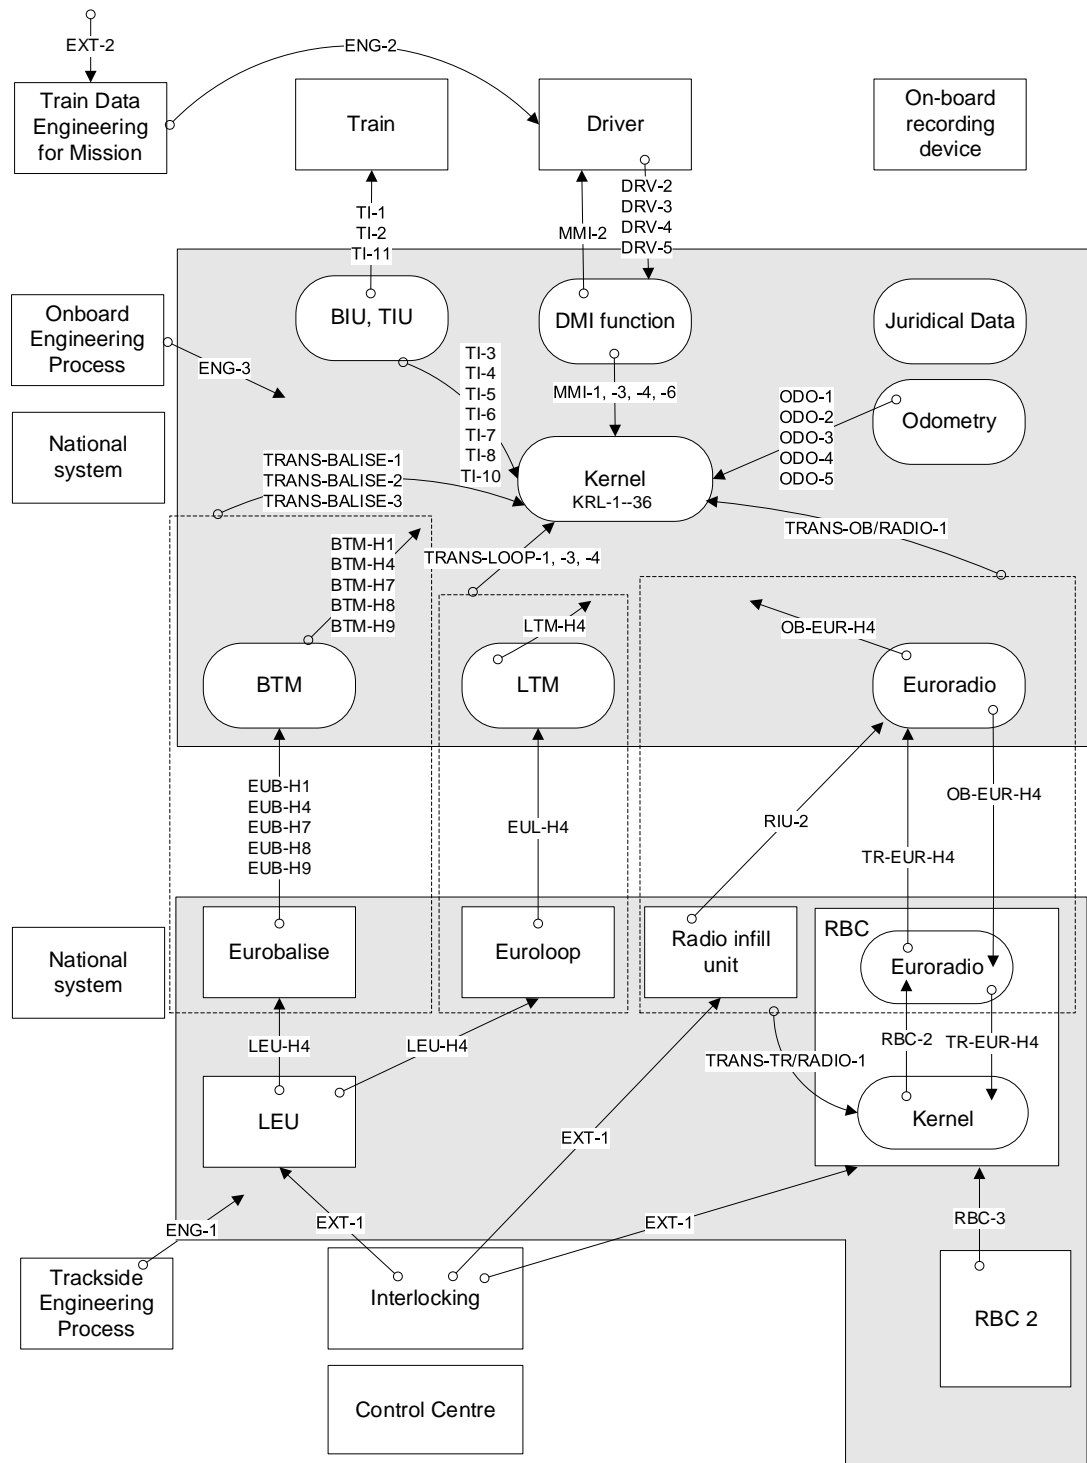 EXT-2
ENG-2
Train Data
Engineering
for Mission
Train
Driver
On-board
recording
device
TI-1
TI-2
TI-11
MMI-2
DRV-2
DRV-3
DRV-4
DRV-5
Onboard
Engineering
Process
ENG-3
BIU, TIU
DMI function
Juridical Data
TI-3
TI-4
TI-5
TI-6
TI-7
TI-8
TI-10
MMI-1, -3, -4, -6
ODO-1
ODO-2
ODO-3
ODO-4
ODO-5
Odometry
National
system
TRANS-BALISE-1
TRANS-BALISE-2
TRANS-BALISE-3
Kernel
KRL-1--36
BTM-H1
BTM-H4
BTM-H7
BTM-H8
BTM-H9
TRANS-LOOP-1, -3, -4
TRANS-OB/RADIO-1
LTM-H4
OB-EUR-H4
BTM
LTM
Euroradio
EUB-H1
EUB-H4
EUB-H7
EUB-H8
EUB-H9
EUL-H4
RIU-2
OB-EUR-H4
TR-EUR-H4
National
system
Eurobalise
Euroloop
Radio infill
unit
RBC
Euroradio
LEU-H4
LEU-H4
TRANS-TR/RADIO-1
RBC-2
TR-EUR-H4
LEU
Kernel
EXT-1
ENG-1
EXT-1
EXT-1
RBC-3
Trackside
Engineering
Process
Interlocking
RBC 2
Control Centre